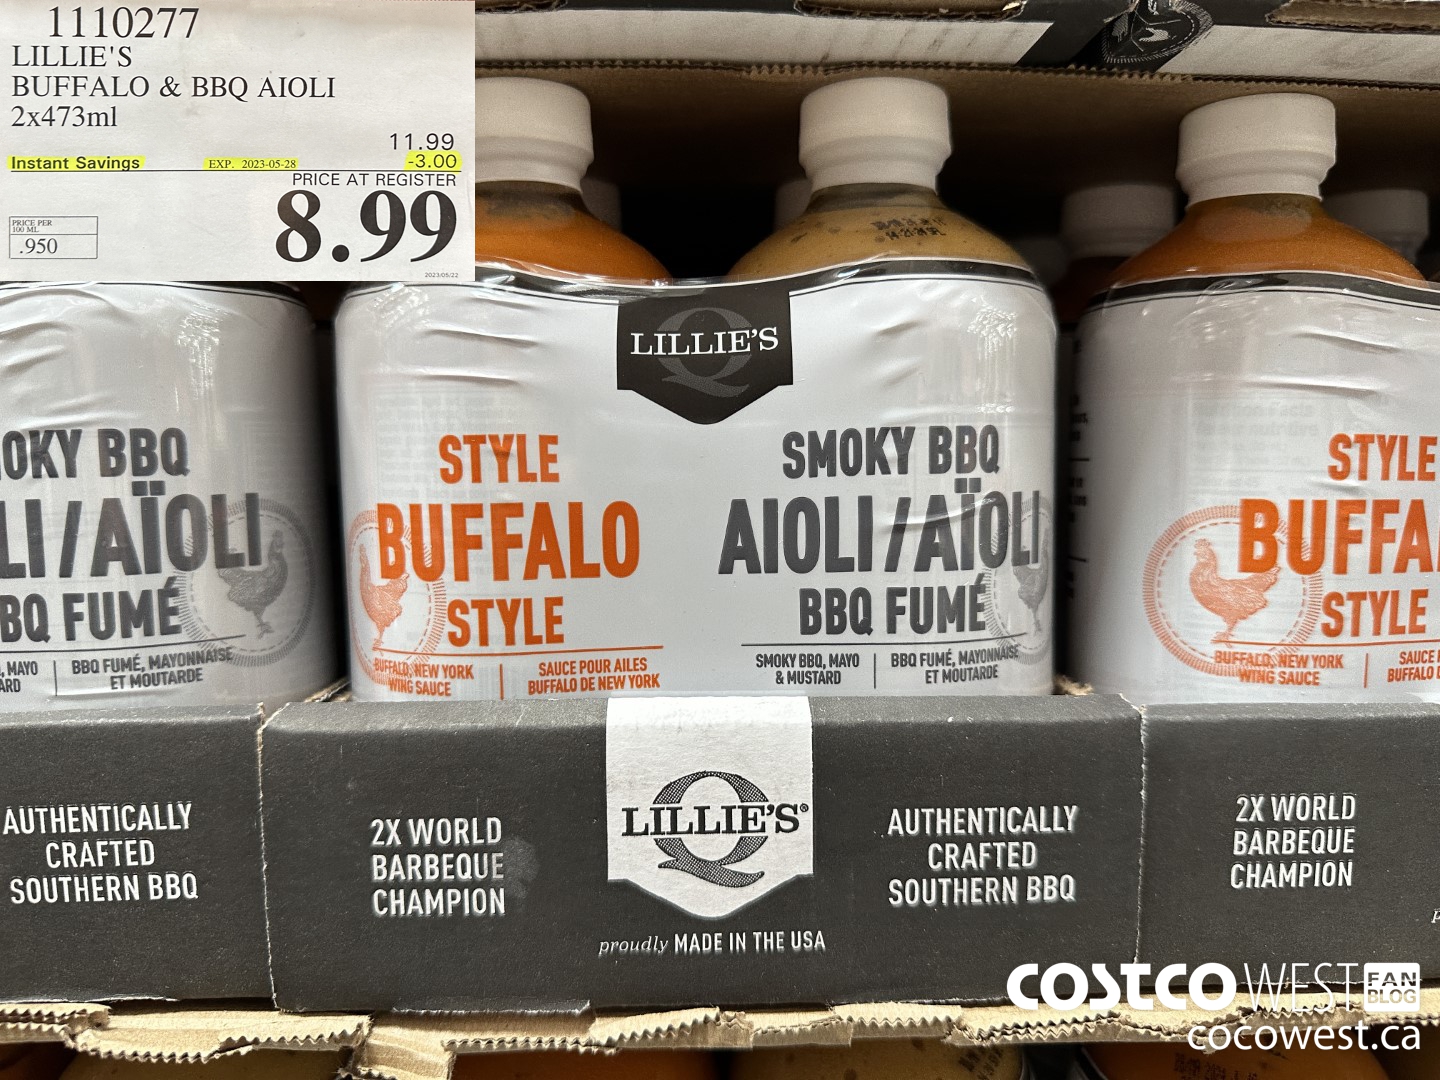 1110277
LILLIE'S
BUFFALO & BBQ AIOLI
2x473ml
11.99
Instant Savings EXP. 2023-05-28 -3.00
PRICE AT REGISTER
8.99
PRICE PER
100 ML
.950
2023/05/22
LILLIE'S
Q
OKY BBQ
LI/AÏOLI
BQ FUMÉ
, MAYO
ARD
BBQ FUMÉ, MAYONNAISE
ET MOUTARDE
STYLE
BUFFALO
STYLE
BUFFALO, NEW YORK
WING SAUCE
SAUCE POUR AILES
BUFFALO DE NEW YORK
SMOKY BBQ
AIOLI/AÏOLI
BBQ FUMÉ
SMOKY BBQ, MAYO
& MUSTARD
BBQ FUMÉ, MAYONNAISE
ET MOUTARDE
STYLE
BUFFA
STYLE
BUFFALO, NEW YORK
WING SAUCE
SAUCE
BUFFALO
AUTHENTICALLY
CRAFTED
SOUTHERN BBQ
2X WORLD
BARBEQUE
CHAMPION
LILLIE'S®
Q
proudly MADE IN THE USA
AUTHENTICALLY
CRAFTED
SOUTHERN BBQ
2X WORLD
BARBEQUE
CHAMPION
COSTCO WEST FAN
BLOG
cocowest.ca